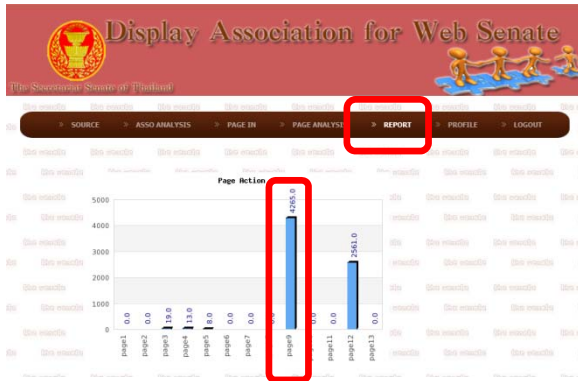 Display Association for Web Senate
The Secretariat Senate of Thailand
» SOURCE » ASSO ANALYSIS » PAGE IN » PAGE ANALYSIS » REPORT » PROFILE » LOGOUT
Page Action
5000
4000
3000
2000
1000
0
0.0 0.0 19.0 13.0 8.0 0.0 0.0 4265.0 0.0 2561.0 0.0
page1 page2 page3 page4 page5 page6 page7 page9 page11 page12 page13